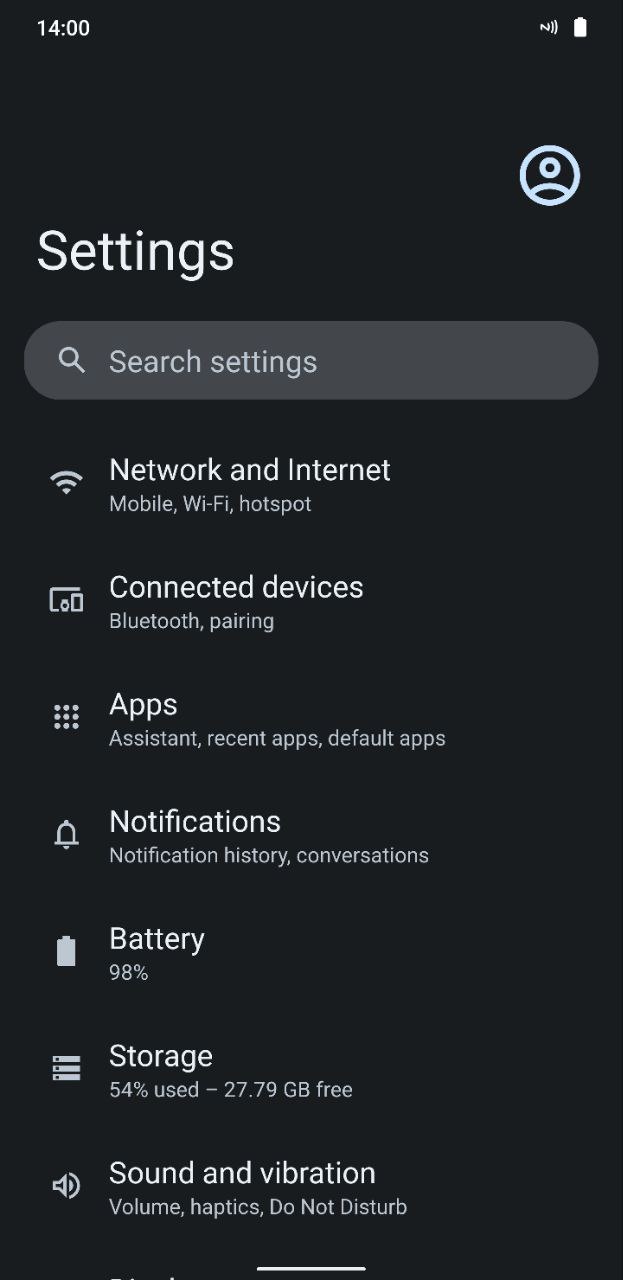 14:00
Settings
Search settings
Network and Internet
Mobile, Wi-Fi, hotspot
Connected devices
Bluetooth, pairing
Apps
Assistant, recent apps, default apps
Notifications
Notification history, conversations
Battery
98%
Storage
54% used – 27.79 GB free
Sound and vibration
Volume, haptics, Do Not Disturb